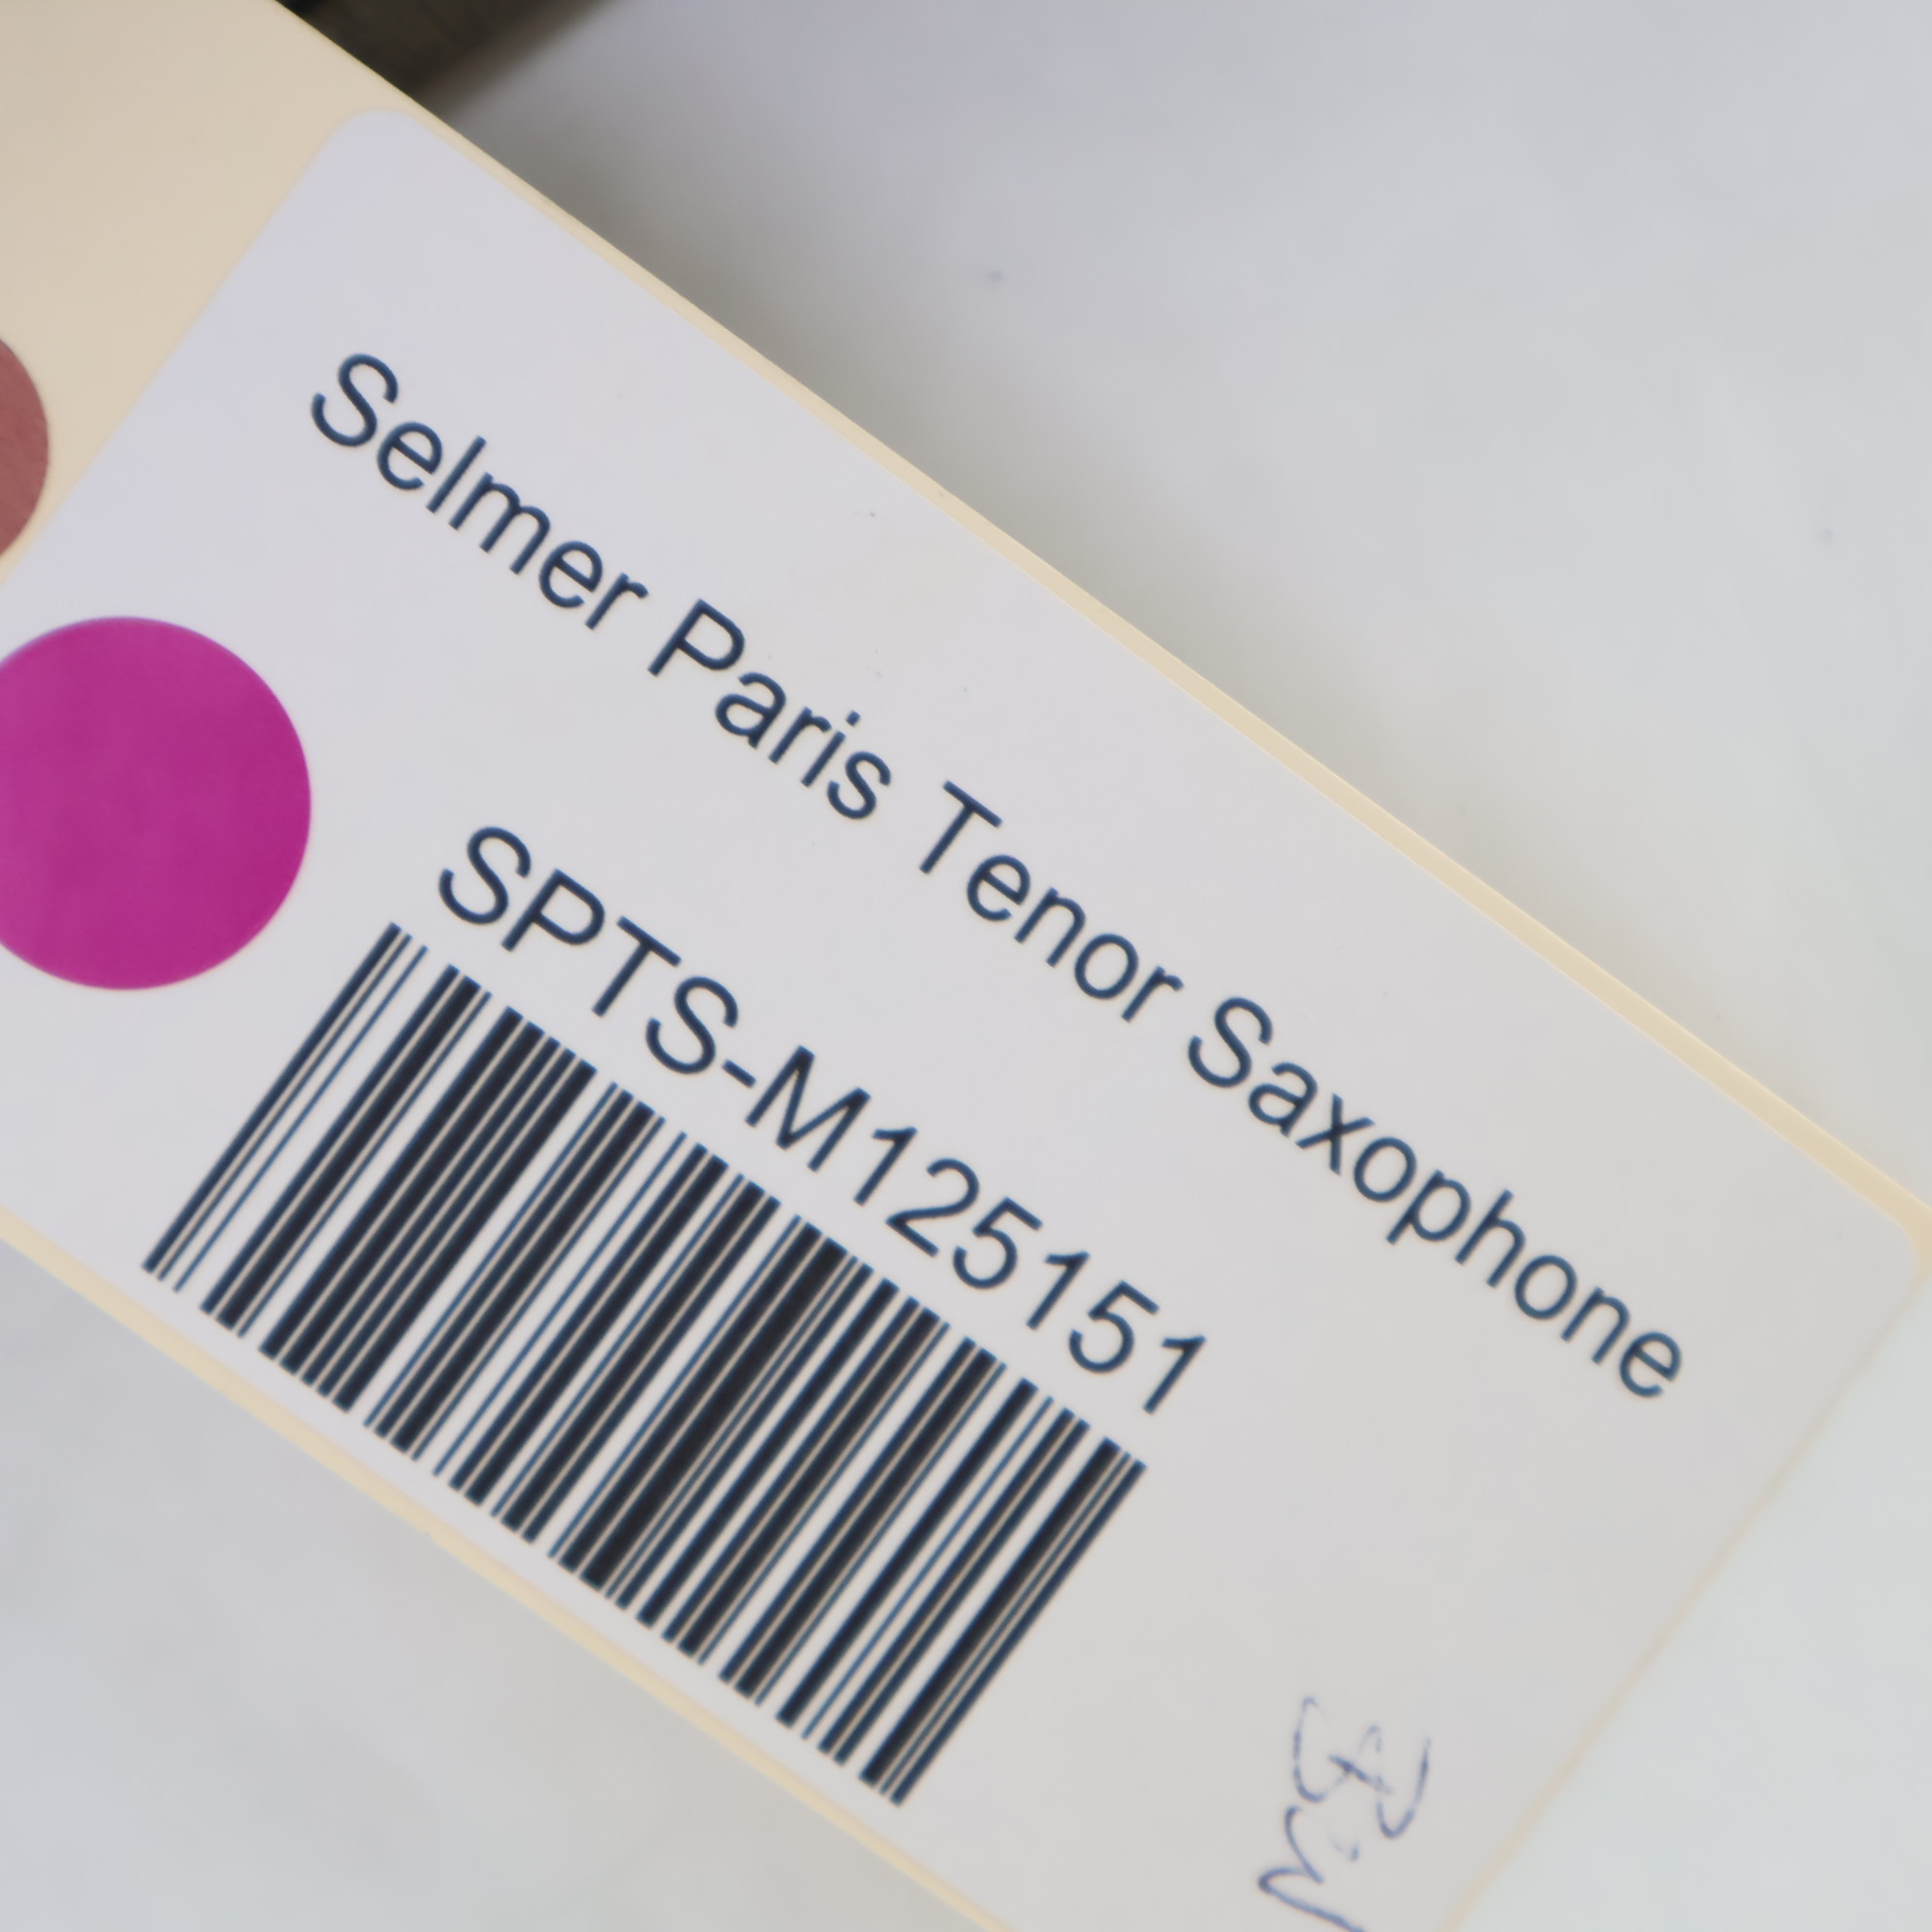 Selmer Paris Tenor Saxophone
SPTS-M125151